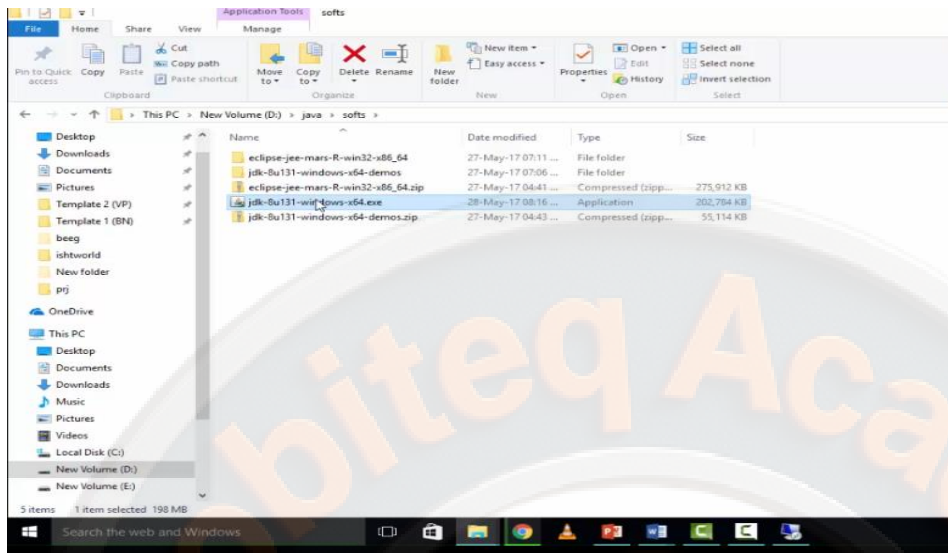 Application Tools softs
File Home Share View Manage
Pin to Quick access Copy Paste Cut Copy path Paste shortcut Move to Copy to Delete Rename New folder New item Easy access Properties Open Edit History Select all Select none Invert selection
Clipboard Organize New Open Select
This PC > New Volume (D:) > java > softs >
Desktop Name Date modified Type Size
Downloads eclipse-jee-mars-R-win32-x86_64 27-May-17 07:11 ... File folder
Documents jdk-8u131-windows-x64-demos 27-May-17 07:06 ... File folder
Pictures eclipse-jee-mars-R-win32-x86_64.zip 27-May-17 04:41 ... Compressed (zipp... 275,912 KB
Template 2 (VP) jdk-8u131-windows-x64.exe 28-May-17 08:16 ... Application 202,784 KB
Template 1 (BN) jdk-8u131-windows-x64-demos.zip 27-May-17 04:43 ... Compressed (zipp... 55,114 KB
beeg
ishtworld
New folder
prj
OneDrive
This PC
Desktop
Documents
Downloads
Music
Pictures
Videos
Local Disk (C:)
New Volume (D:)
New Volume (E:)
5 items 1 item selected 198 MB
Search the web and Windows
obiteq Aca